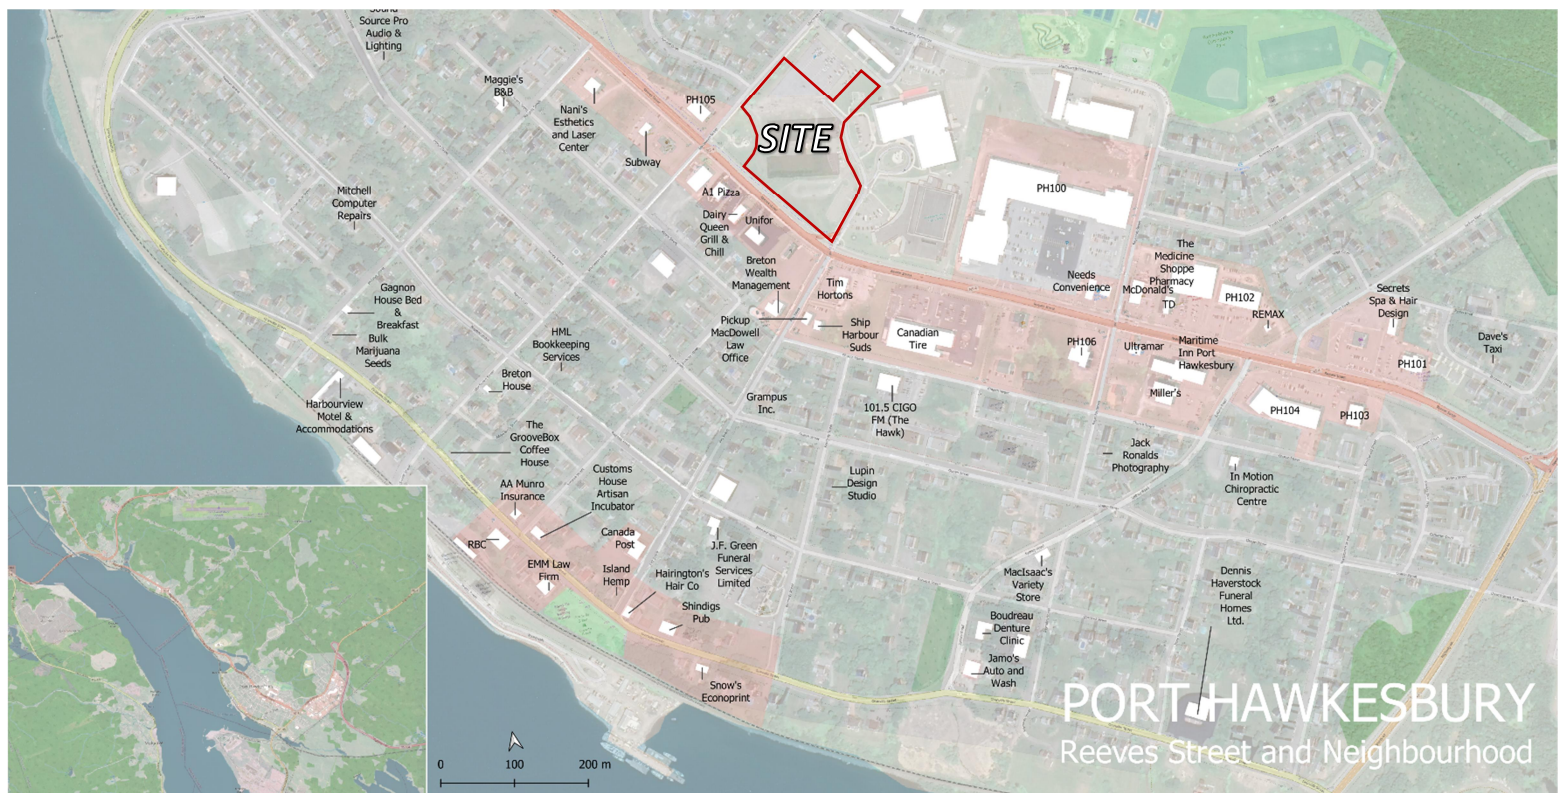 Sound
Source Pro
Audio &
Lighting
Maggie's
B&B
Nani's
Esthetics
and Laser
Center
PH105
Subway
SITE
A1 Pizza
Dairy
Queen
Grill &
Chill
Unifor
PH100
Mitchell
Computer
Repairs
Breton
Wealth
Management
Tim
Hortons
Needs
Convenience
The
Medicine
Shoppe
Pharmacy
McDonald's
TD
PH102
REMAX
Secrets
Spa & Hair
Design
Dave's
Taxi
Gagnon
House Bed
&
Breakfast
Bulk
Marijuana
Seeds
HML
Bookkeeping
Services
Pickup
MacDowell
Law
Office
Ship
Harbour
Suds
Canadian
Tire
PH106
Ultramar
Maritime
Inn Port
Hawkesbury
Miller's
PH101
PH104
PH103
Breton
House
Harbourview
Motel &
Accommodations
Grampus
Inc.
101.5 CIGO
FM (The
Hawk)
The
GrooveBox
Coffee
House
Jack
Ronalds
Photography
In Motion
Chiropractic
Centre
Lupin
Design
Studio
AA Munro
Insurance
Customs
House
Artisan
Incubator
RBC
Canada
Post
EMM Law
Firm
Island
Hemp
Hairington's
Hair Co
J.F. Green
Funeral
Services
Limited
Shindigs
Pub
Snow's
Econoprint
MacIsaac's
Variety
Store
Boudreau
Denture
Clinic
Jamo's
Auto and
Wash
Dennis
Haverstock
Funeral
Homes
Ltd.
0 100 200 m
PORT HAWKESBURY
Reeves Street and Neighbourhood